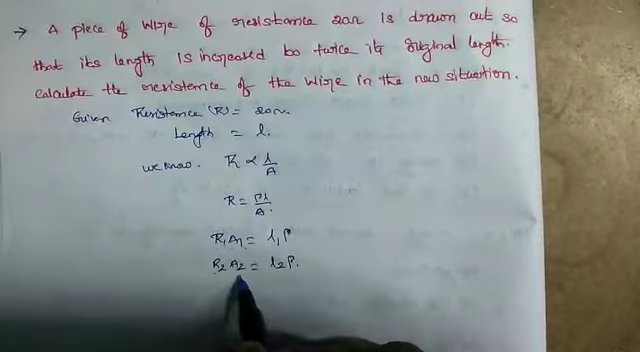 → A piece of wire of resistance 20Ω is drawn out so
that its length is increased to twice its original length.
calculate the resistance of the wire in the new situation.
Given Resistance (R) = 20Ω.
Length = l.
we know. R ∝ l/A
R = ρl/A.
R₁A₁ = l₁ρ
R₂A₂ = l₂ρ.